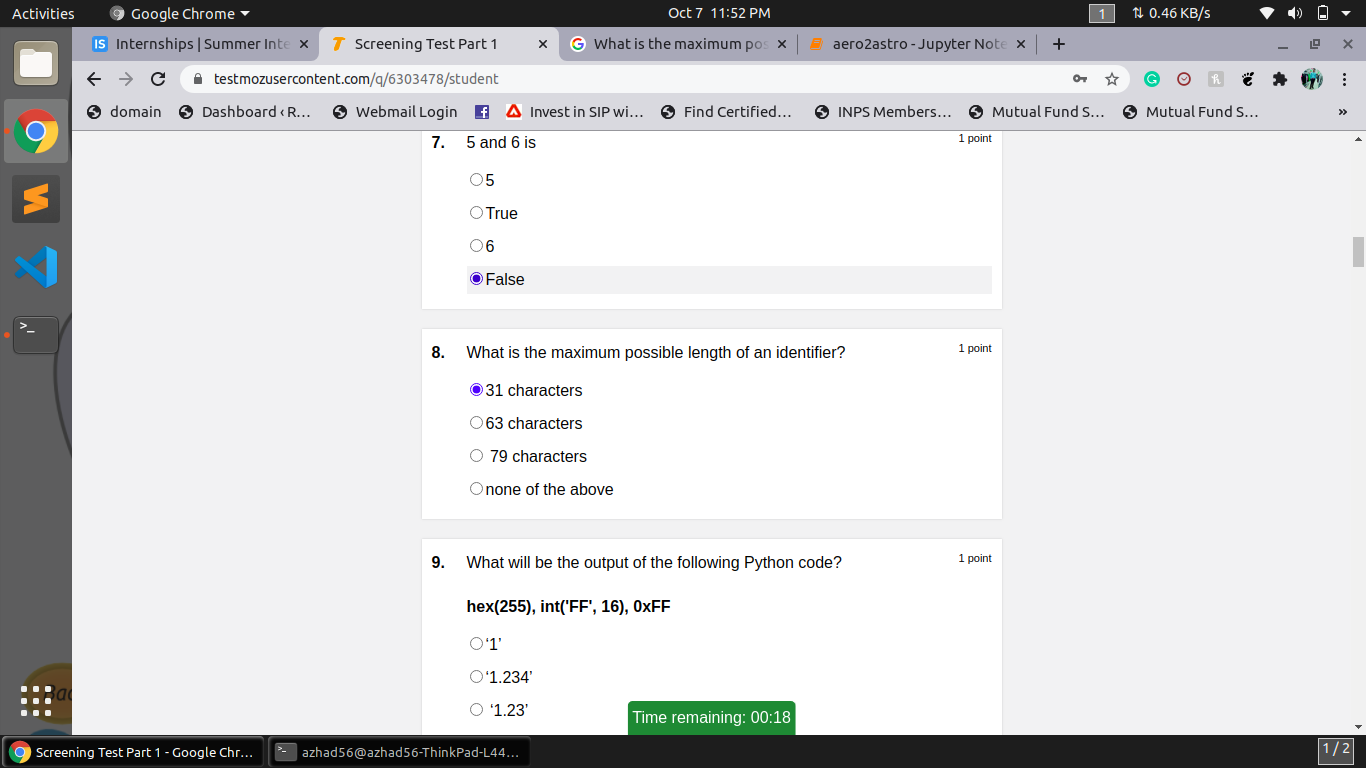 Activities
Google Chrome
Oct 7 11:52 PM
1
0.46 KB/s
IS
Internships | Summer Inte
Screening Test Part 1
What is the maximum pos
aero2astro - Jupyter Note
testmozusercontent.com/q/6303478/student
domain
Dashboard ‹ R...
Webmail Login
Invest in SIP wi...
Find Certified...
INPS Members...
Mutual Fund S...
Mutual Fund S...
»
7. 5 and 6 is 1 point
5
True
6
False
8. What is the maximum possible length of an identifier? 1 point
31 characters
63 characters
79 characters
none of the above
9. What will be the output of the following Python code? 1 point
hex(255), int('FF', 16), 0xFF
‘1’
‘1.234’
‘1.23’
Time remaining: 00:18
Bac
Screening Test Part 1 - Google Chr...
azhad56@azhad56-ThinkPad-L44...
1 / 2